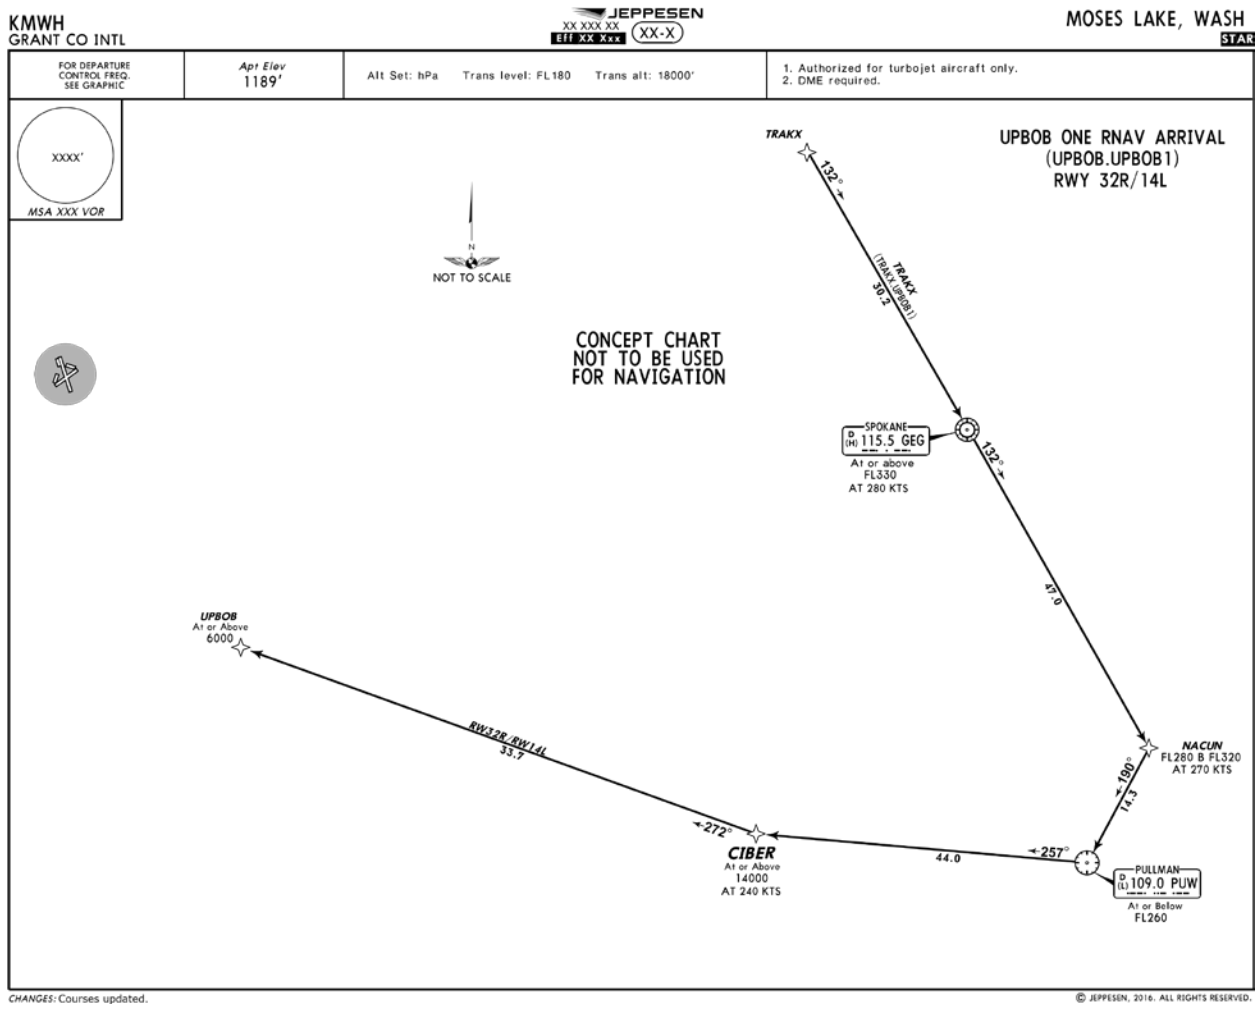 KMWH
GRANT CO INTL
JEPPESEN
XX XXX XX
Eff XX Xxx
XX-X
MOSES LAKE, WASH
STAR
FOR DEPARTURE
CONTROL FREQ.
SEE GRAPHIC
Apt Elev
1189'
Alt Set: hPa Trans level: FL180 Trans alt: 18000'
1. Authorized for turbojet aircraft only.
2. DME required.
XXXX'
MSA XXX VOR
N
NOT TO SCALE
UPBOB ONE RNAV ARRIVAL
(UPBOB.UPBOB1)
RWY 32R/14L
TRAKX
132°
TRAKX
(TRAKX.UPBOB1)
30.2
CONCEPT CHART
NOT TO BE USED
FOR NAVIGATION
SPOKANE
D
(H) 115.5 GEG
At or above
FL330
AT 280 KTS
132°
47.0
NACUN
FL280 B FL320
AT 270 KTS
190°
14.3
PULLMAN
D
(L) 109.0 PUW
At or Below
FL260
257°
44.0
CIBER
At or Above
14000
AT 240 KTS
272°
RW32R/RW14L
33.7
UPBOB
At or Above
6000
CHANGES: Courses updated.
© JEPPESEN, 2016. ALL RIGHTS RESERVED.